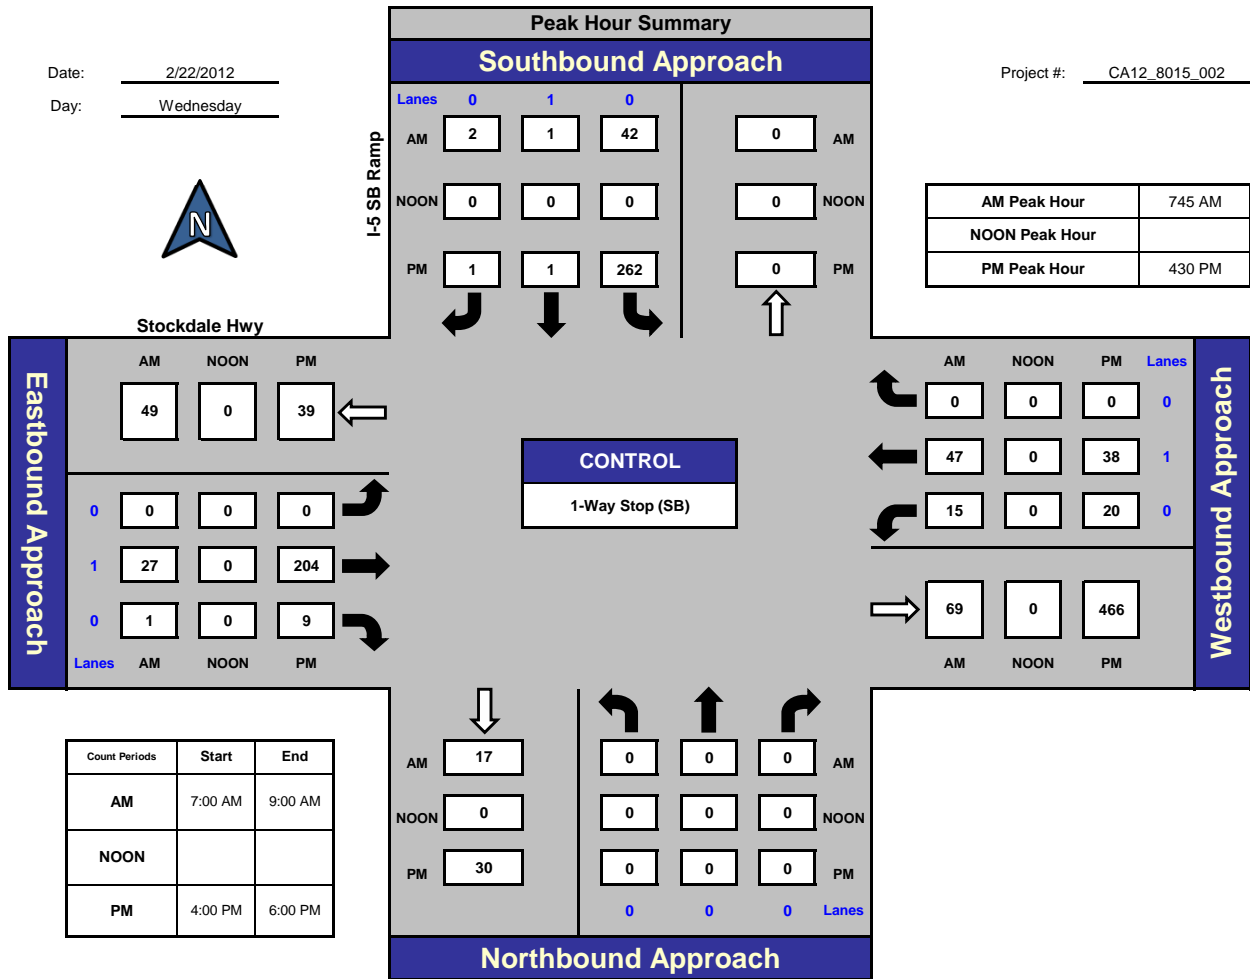 Peak Hour Summary
Southbound Approach
Date: 2/22/2012
Day: Wednesday
Project #: CA12_8015_002
I-5 SB Ramp
Lanes 0 1 0
AM 2 1 42 0 AM
NOON 0 0 0 0 NOON
PM 1 1 262 0 PM
N
AM Peak Hour 745 AM
NOON Peak Hour
PM Peak Hour 430 PM
Stockdale Hwy
Eastbound Approach
AM NOON PM
49 0 39
0 0 0 0
1 27 0 204
0 1 0 9
Lanes AM NOON PM
CONTROL
1-Way Stop (SB)
AM NOON PM Lanes
0 0 0 0
47 0 38 1
15 0 20 0
69 0 466
AM NOON PM
Westbound Approach
Count Periods Start End
AM 7:00 AM 9:00 AM
NOON
PM 4:00 PM 6:00 PM
AM 17 0 0 0 AM
NOON 0 0 0 0 NOON
PM 30 0 0 0 PM
0 0 0 Lanes
Northbound Approach